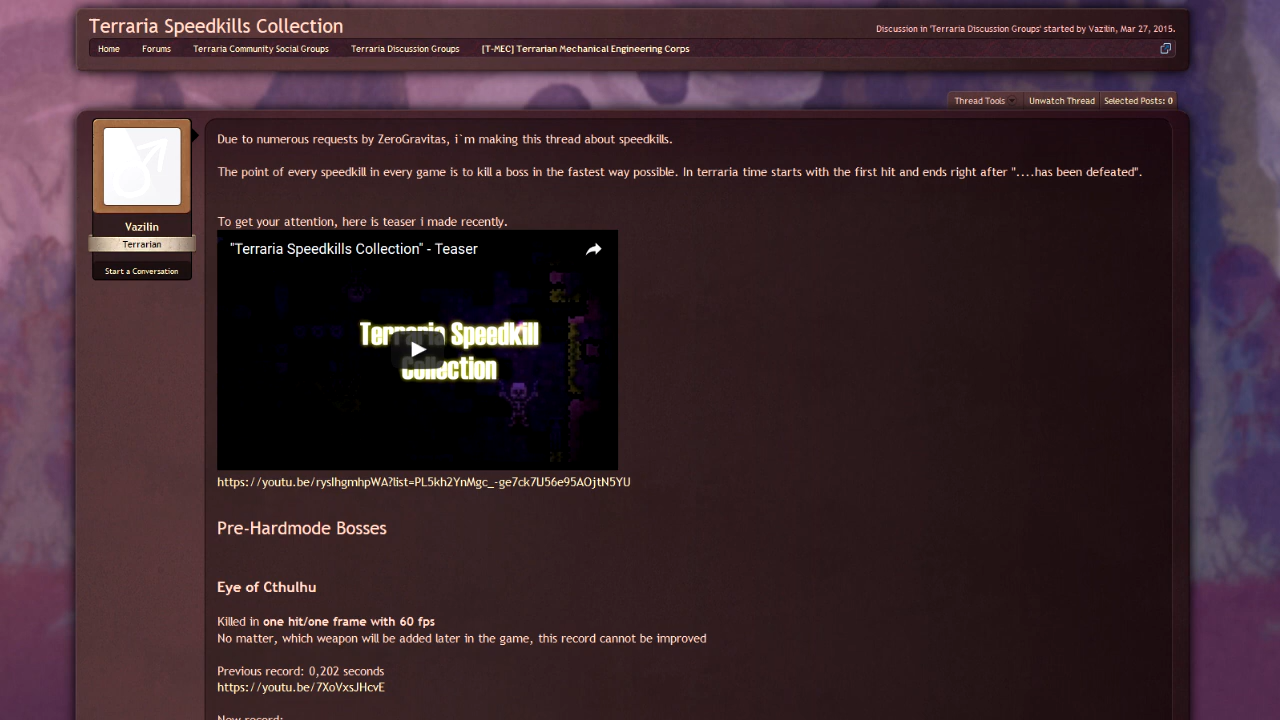 Terraria Speedkills Collection
Discussion in 'Terraria Discussion Groups' started by Vazilin, Mar 27, 2015.
Home Forums Terraria Community Social Groups Terraria Discussion Groups [T-MEC] Terrarian Mechanical Engineering Corps
Thread Tools Unwatch Thread Selected Posts: 0
Vazilin
Terrarian
Start a Conversation
Due to numerous requests by ZeroGravitas, i`m making this thread about speedkills.
The point of every speedkill in every game is to kill a boss in the fastest way possible. In terraria time starts with the first hit and ends right after "....has been defeated".
To get your attention, here is teaser i made recently.
"Terraria Speedkills Collection" - Teaser
Terraria Speedkill
Collection
https://youtu.be/rysIhgmhpWA?list=PL5kh2YnMgc_-ge7ck7U56e95AOjtN5YU
Pre-Hardmode Bosses
Eye of Cthulhu
Killed in one hit/one frame with 60 fps
No matter, which weapon will be added later in the game, this record cannot be improved
Previous record: 0,202 seconds
https://youtu.be/7XoVxsJHcvE
New record: